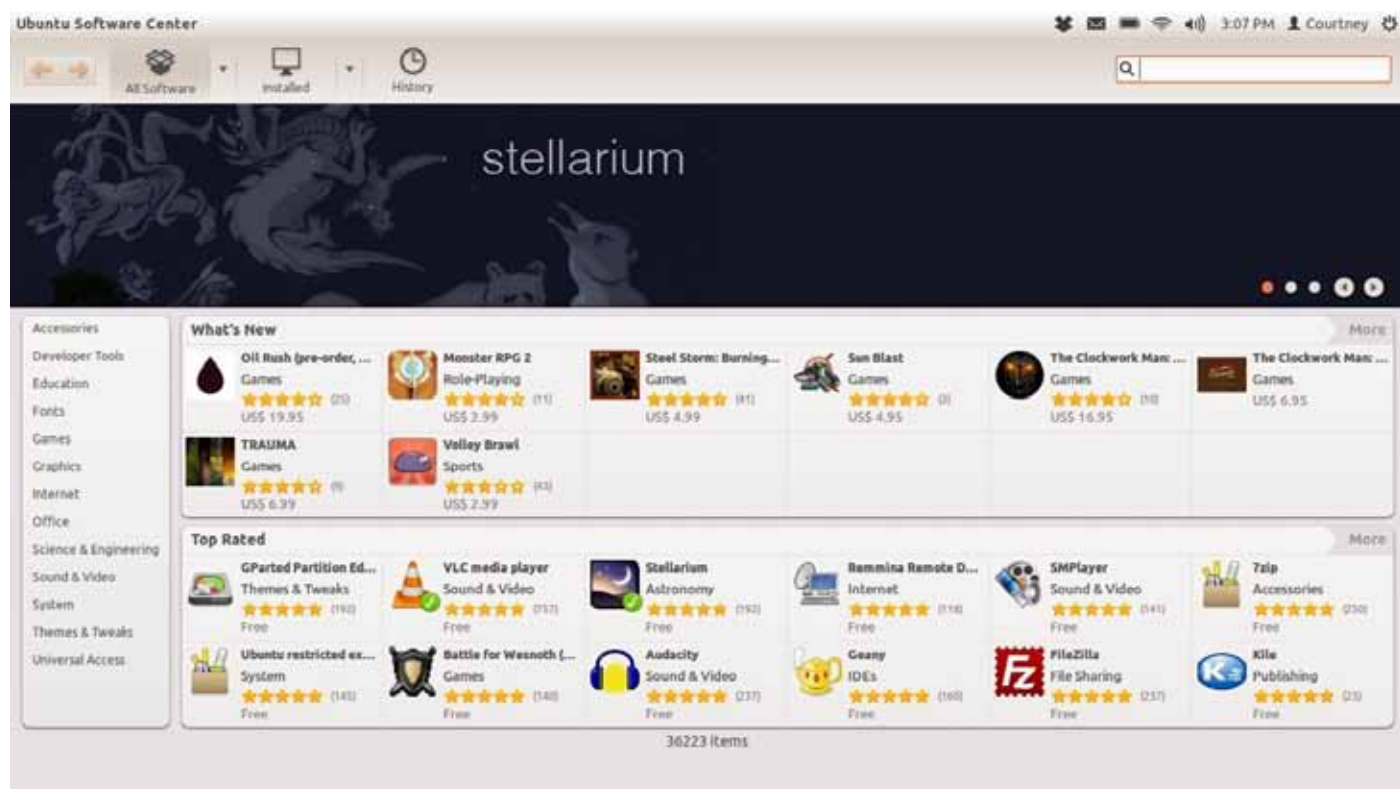 Ubuntu Software Center
3:07 PM Courtney
All Software
Installed
History
stellarium
Accessories
Developer Tools
Education
Fonts
Games
Graphics
Internet
Office
Science & Engineering
Sound & Video
System
Themes & Tweaks
Universal Access
What's New
More
Oil Rush (pre-order, ...
Games
(25)
US$ 19.95
Monster RPG 2
Role-Playing
(11)
US$ 2.99
Steel Storm: Burning...
Games
(41)
US$ 4.99
Sun Blast
Games
(3)
US$ 4.95
The Clockwork Man: ...
Games
(10)
US$ 16.95
The Clockwork Man: ...
Games
US$ 6.95
TRAUMA
Games
(9)
US$ 6.99
Volley Brawl
Sports
(43)
US$ 2.99
Top Rated
More
GParted Partition Ed...
Themes & Tweaks
(192)
Free
VLC media player
Sound & Video
(757)
Free
Stellarium
Astronomy
(192)
Free
Remmina Remote D...
Internet
(118)
Free
SMPlayer
Sound & Video
(141)
Free
7zip
Accessories
(250)
Free
Ubuntu restricted ex...
System
(145)
Free
Battle for Wesnoth (...
Games
(140)
Free
Audacity
Sound & Video
(237)
Free
Geany
IDEs
(160)
Free
FileZilla
File Sharing
(257)
Free
Kile
Publishing
(23)
Free
36223 items